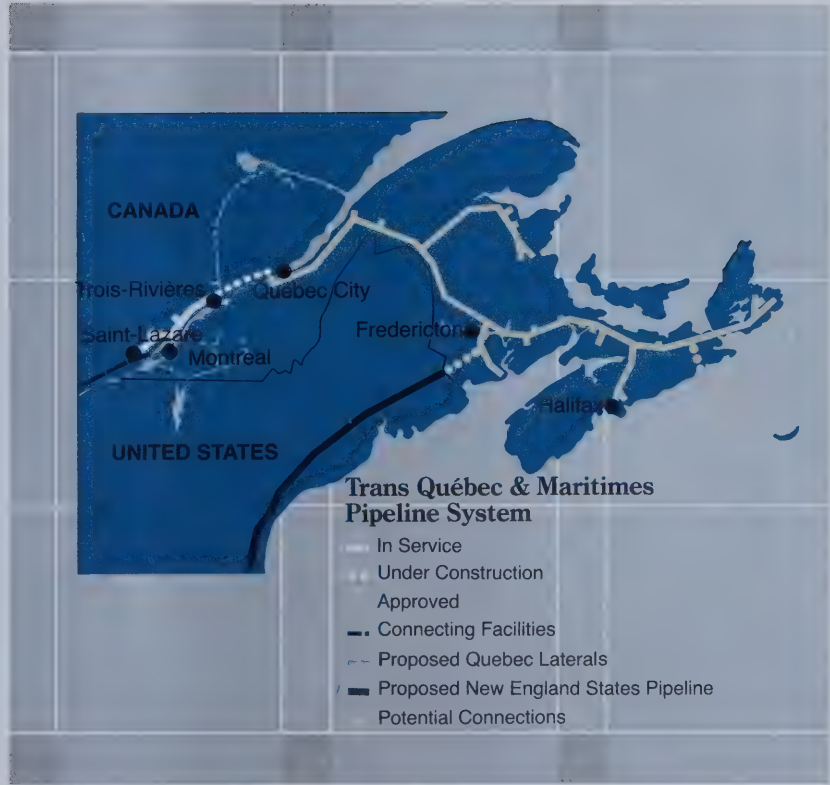 CANADA
Trois-Rivières
Québec City
Saint-Lazare
Montreal
Fredericton
Halifax
UNITED STATES
Trans Québec & Maritimes
Pipeline System
In Service
Under Construction
Approved
Connecting Facilities
Proposed Quebec Laterals
Proposed New England States Pipeline
Potential Connections